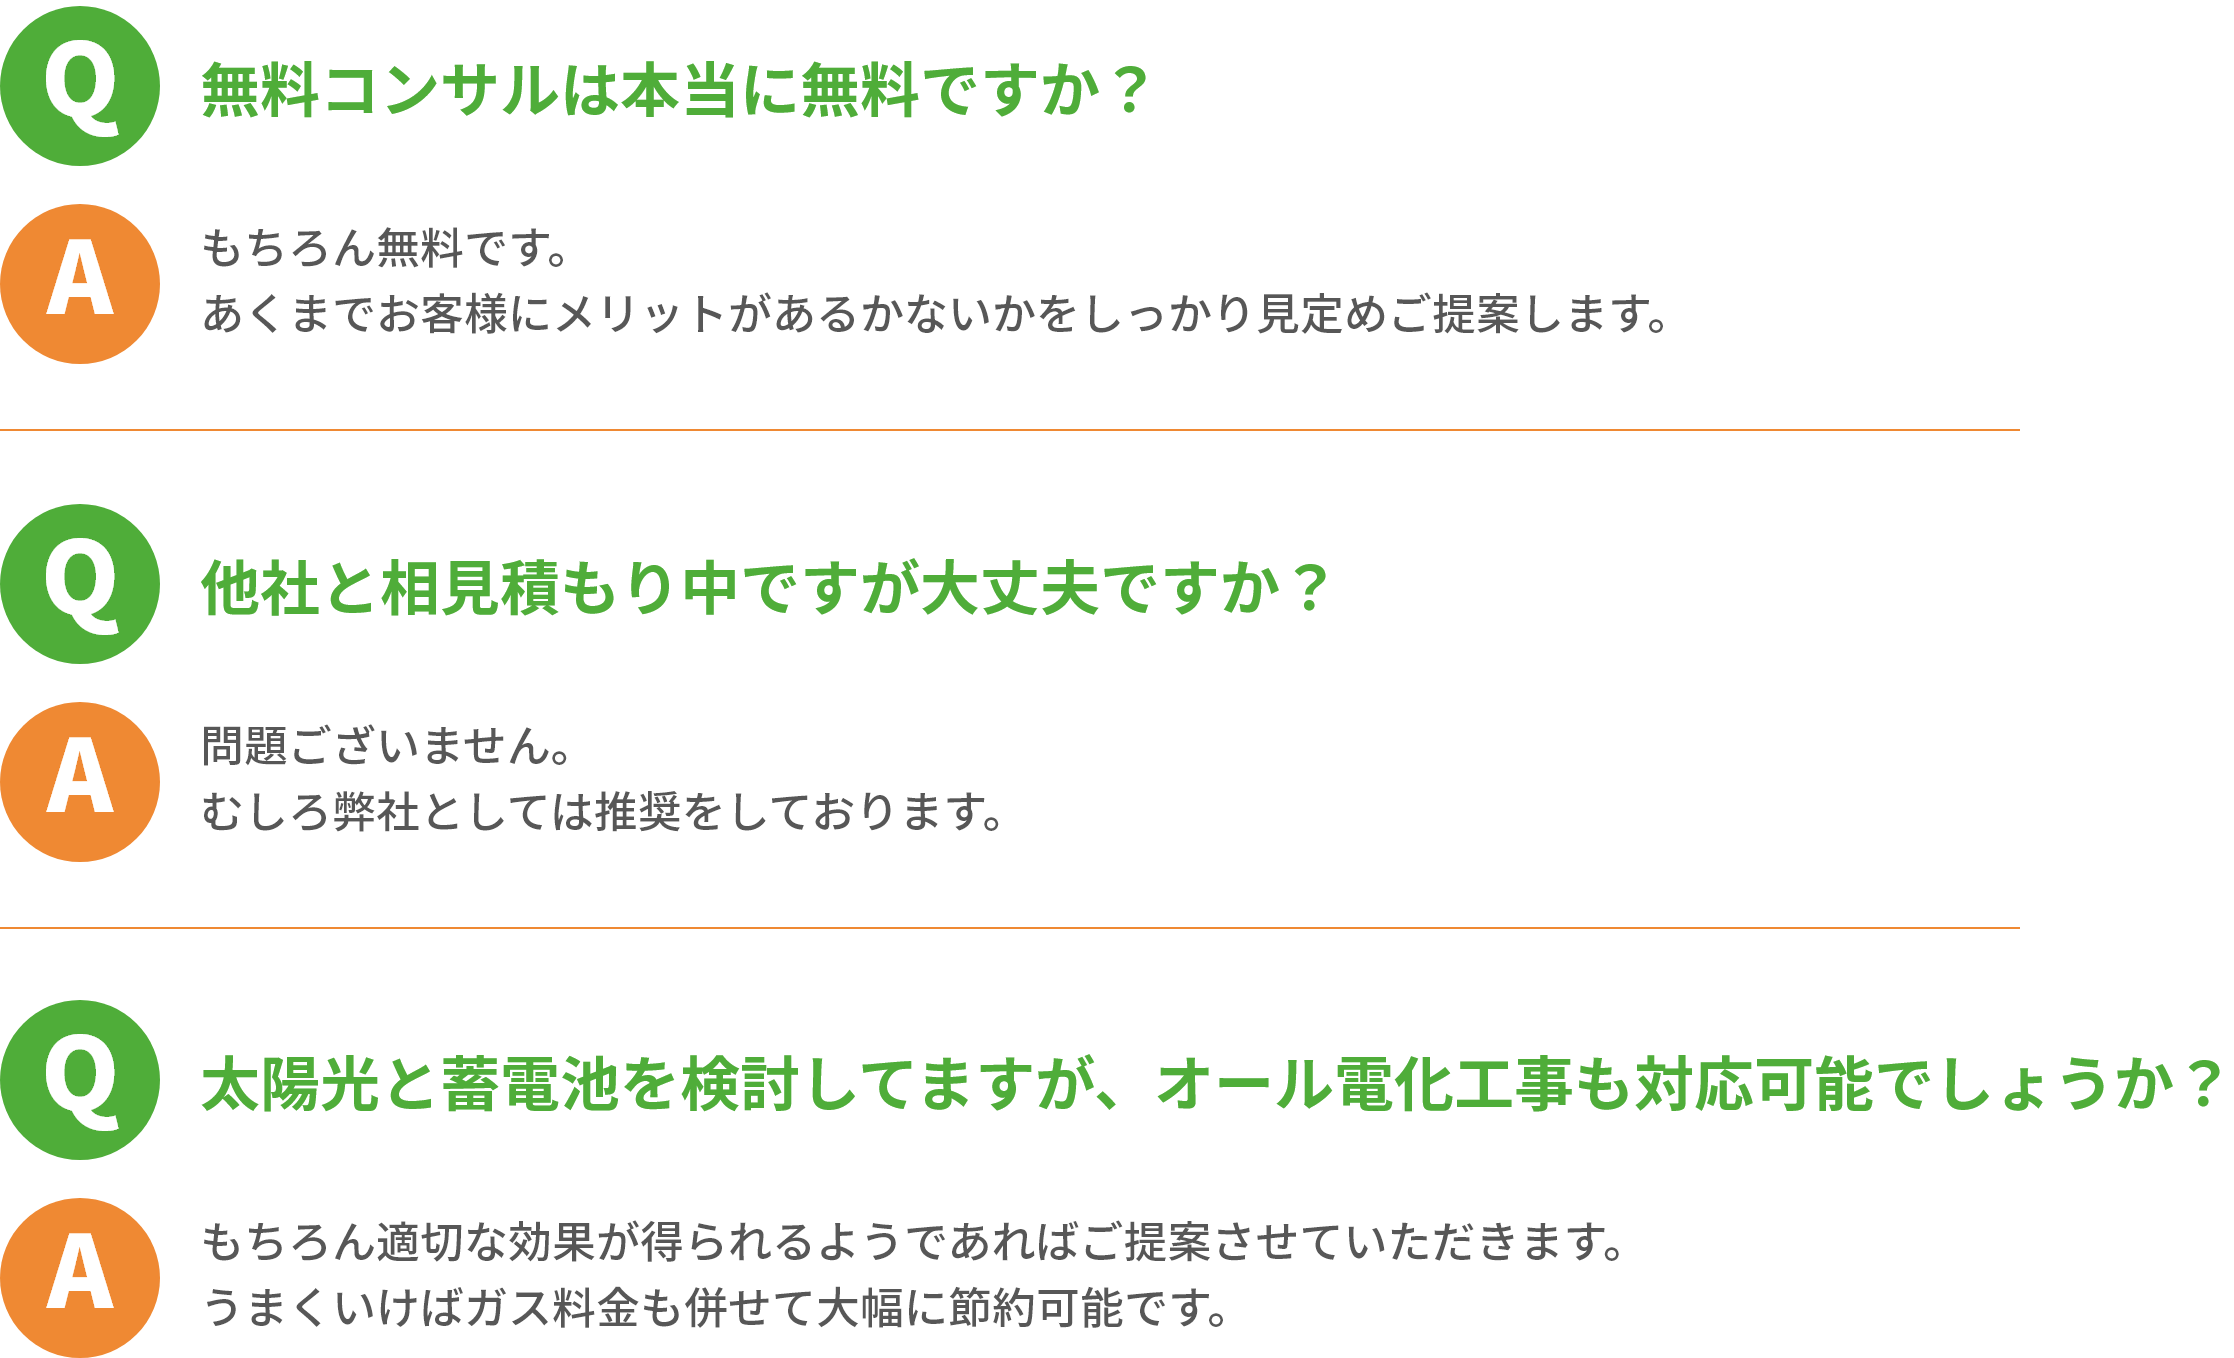 Q 無料コンサルは本当に無料ですか？
A もちろん無料です。
あくまでお客様にメリットがあるかないかをしっかり見定めご提案します。
Q 他社と相見積もり中ですが大丈夫ですか？
A 問題ございません。
むしろ弊社としては推奨をしております。
Q 太陽光と蓄電池を検討してますが、オール電化工事も対応可能でしょうか？
A もちろん適切な効果が得られるようであればご提案させていただきます。
うまくいけばガス料金も併せて大幅に節約可能です。